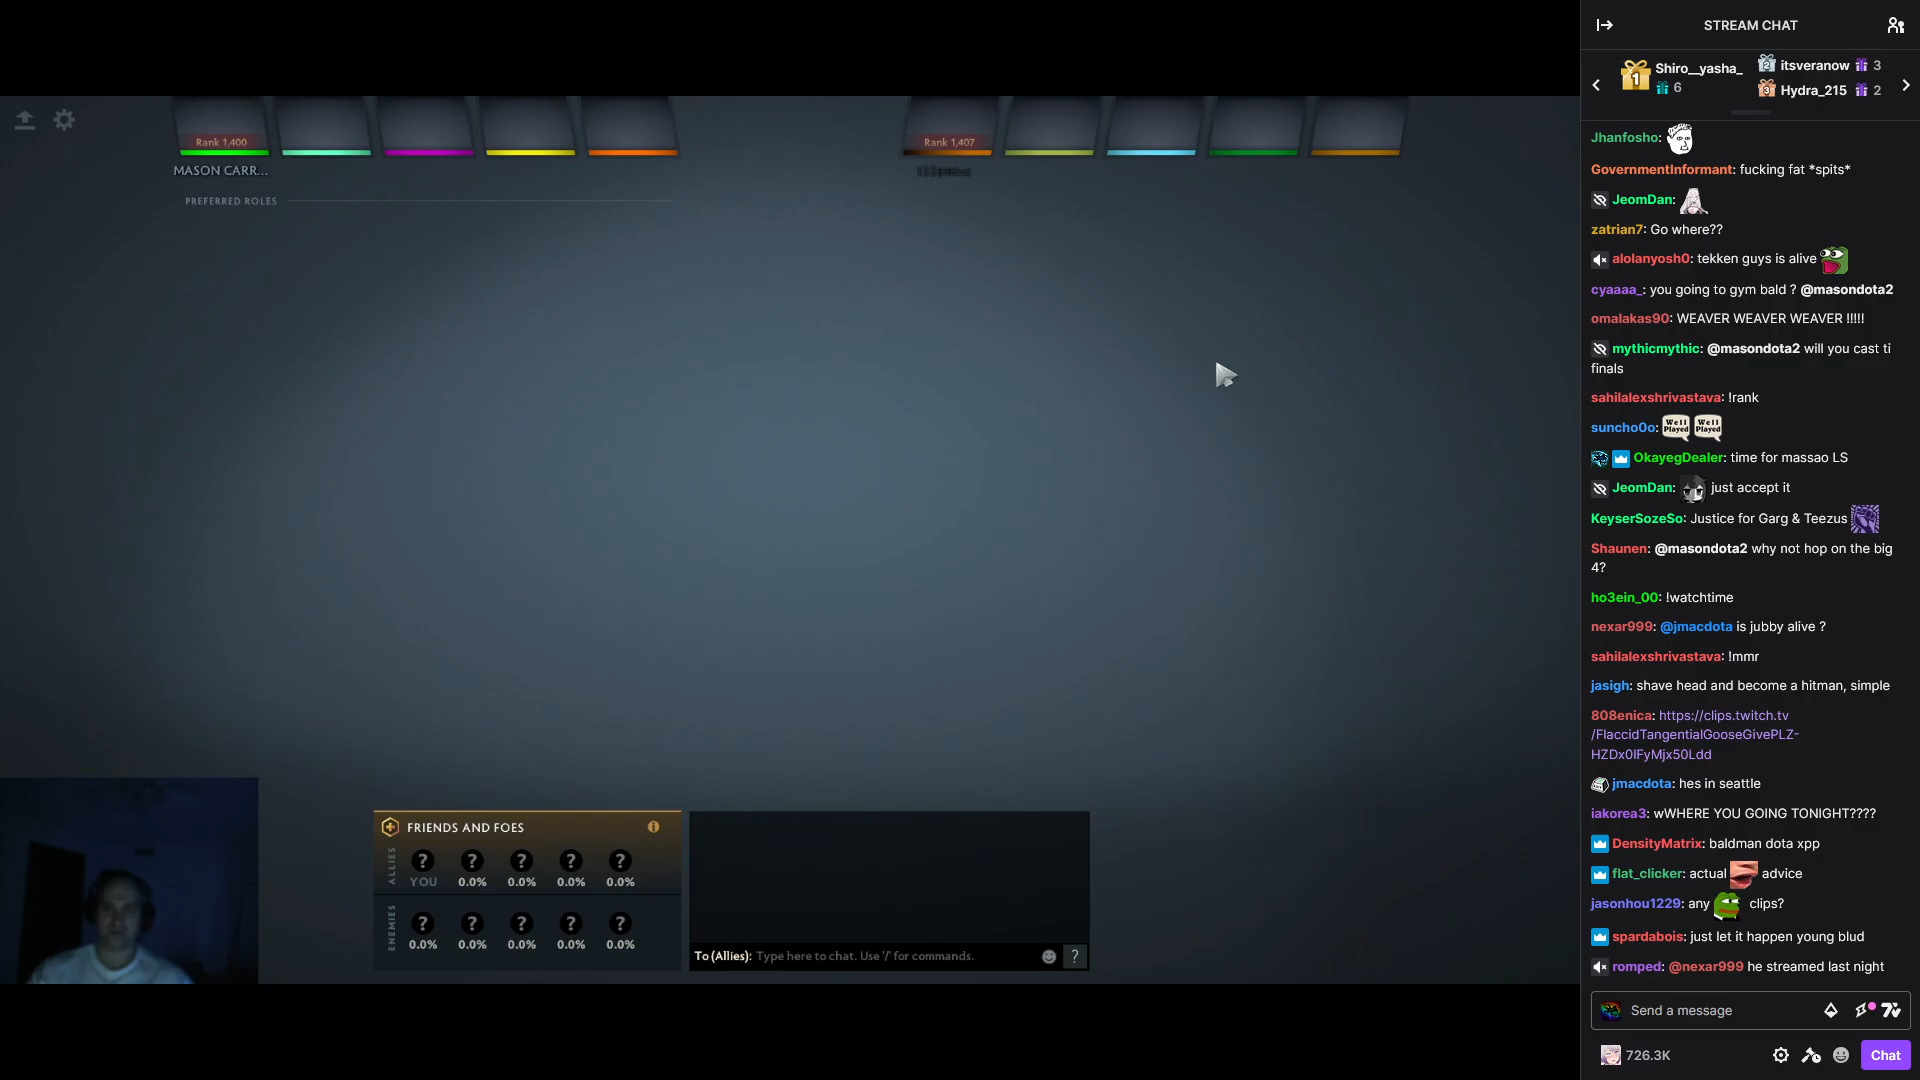 Rank 1,400
Rank 1,407
MASON CARR...
PREFERRED ROLES
FRIENDS AND FOES
ALLIES
YOU 0.0% 0.0% 0.0% 0.0%
ENEMIES
0.0% 0.0% 0.0% 0.0% 0.0%
To (Allies): Type here to chat. Use '/' for commands.
?
STREAM CHAT
1 Shiro__yasha_ 6
2 itsveranow 3
3 Hydra_215 2
Jhanfosho:
GovernmentInformant: fucking fat *spits*
JeomDan:
zatrian7: Go where??
alolanyosh0: tekken guys is alive
cyaaaa_: you going to gym bald ? @masondota2
omalakas90: WEAVER WEAVER WEAVER !!!!!
mythicmythic: @masondota2 will you cast ti
finals
sahilalexshrivastava: !rank
suncho0o: Well Played Well Played
OkayegDealer: time for massao LS
JeomDan: just accept it
KeyserSozeSo: Justice for Garg & Teezus
Shaunen: @masondota2 why not hop on the big
4?
ho3ein_00: !watchtime
nexar999: @jmacdota is jubby alive ?
sahilalexshrivastava: !mmr
jasigh: shave head and become a hitman, simple
808enica: https://clips.twitch.tv
/FlaccidTangentialGooseGivePLZ-
HZDx0IFyMjx50Ldd
jmacdota: hes in seattle
iakorea3: wWHERE YOU GOING TONIGHT????
DensityMatrix: baldman dota xpp
flat_clicker: actual advice
jasonhou1229: any clips?
spardabois: just let it happen young blud
romped: @nexar999 he streamed last night
Send a message
726.3K
Chat